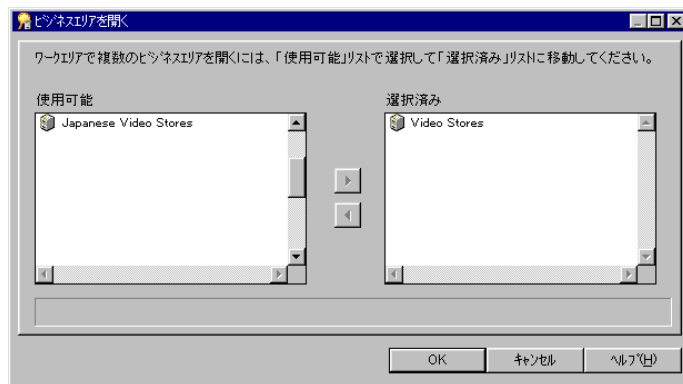 ビジネスエリアを開く
ワークエリアで複数のビジネスエリアを開くには、「使用可能」リストで選択して「選択済み」リストに移動してください。
使用可能
選択済み
Japanese Video Stores
Video Stores
OK
キャンセル
ヘルプ(H)